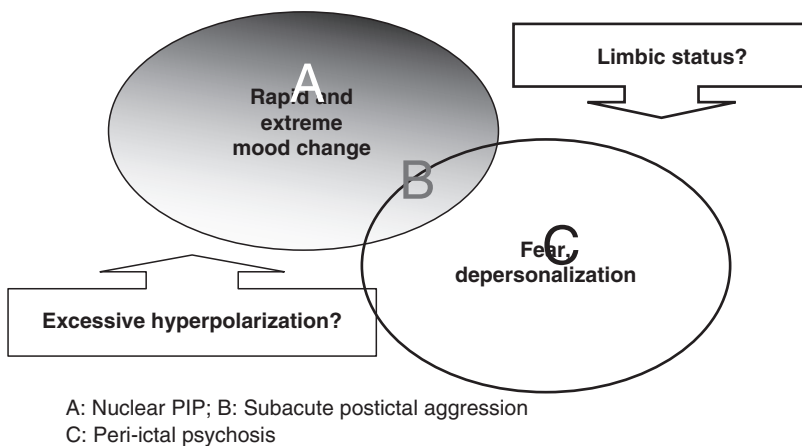 A
Rapid and
extreme
mood change
Limbic status?
B
C
Fear,
depersonalization
Excessive hyperpolarization?
A: Nuclear PIP; B: Subacute postictal aggression
C: Peri-ictal psychosis